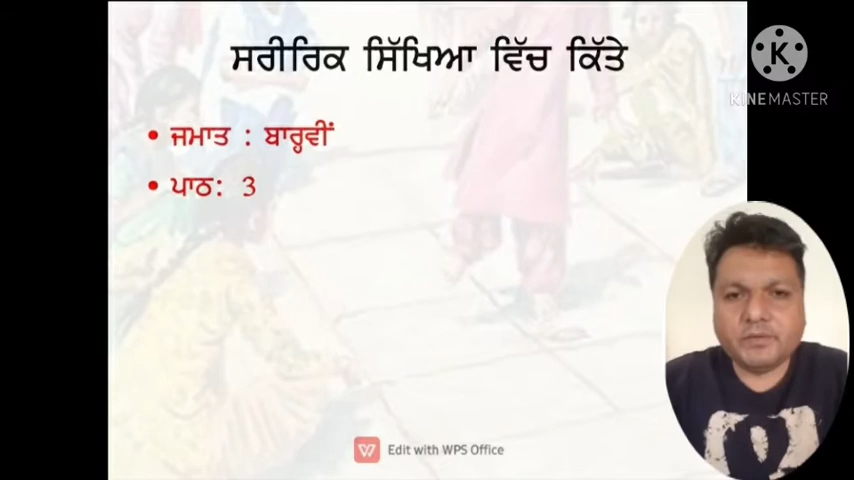 ਸਰੀਰਿਕ ਸਿੱਖਿਆ ਵਿੱਚ ਕਿੱਤੇ
• ਜਮਾਤ : ਬਾਰ੍ਹਵੀਂ
• ਪਾਠ: 3
Edit with WPS Office
K
KINEMASTER